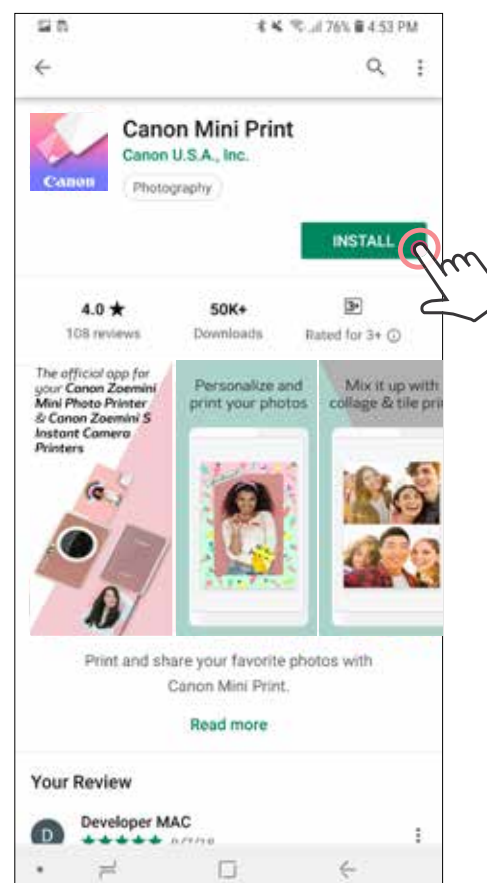 76% 4:53 PM
Canon Mini Print
Canon U.S.A., Inc.
Canon
Photography
INSTALL
4.0 ★
50K+
3+
108 reviews
Downloads
Rated for 3+
The official app for
your Canon Zoemini
Mini Photo Printer
& Canon Zoemini S
Instant Camera
Printers
Personalize and
print your photos
Mix it up with
collage & tile pri
Print and share your favorite photos with
Canon Mini Print.
Read more
Your Review
D
Developer MAC